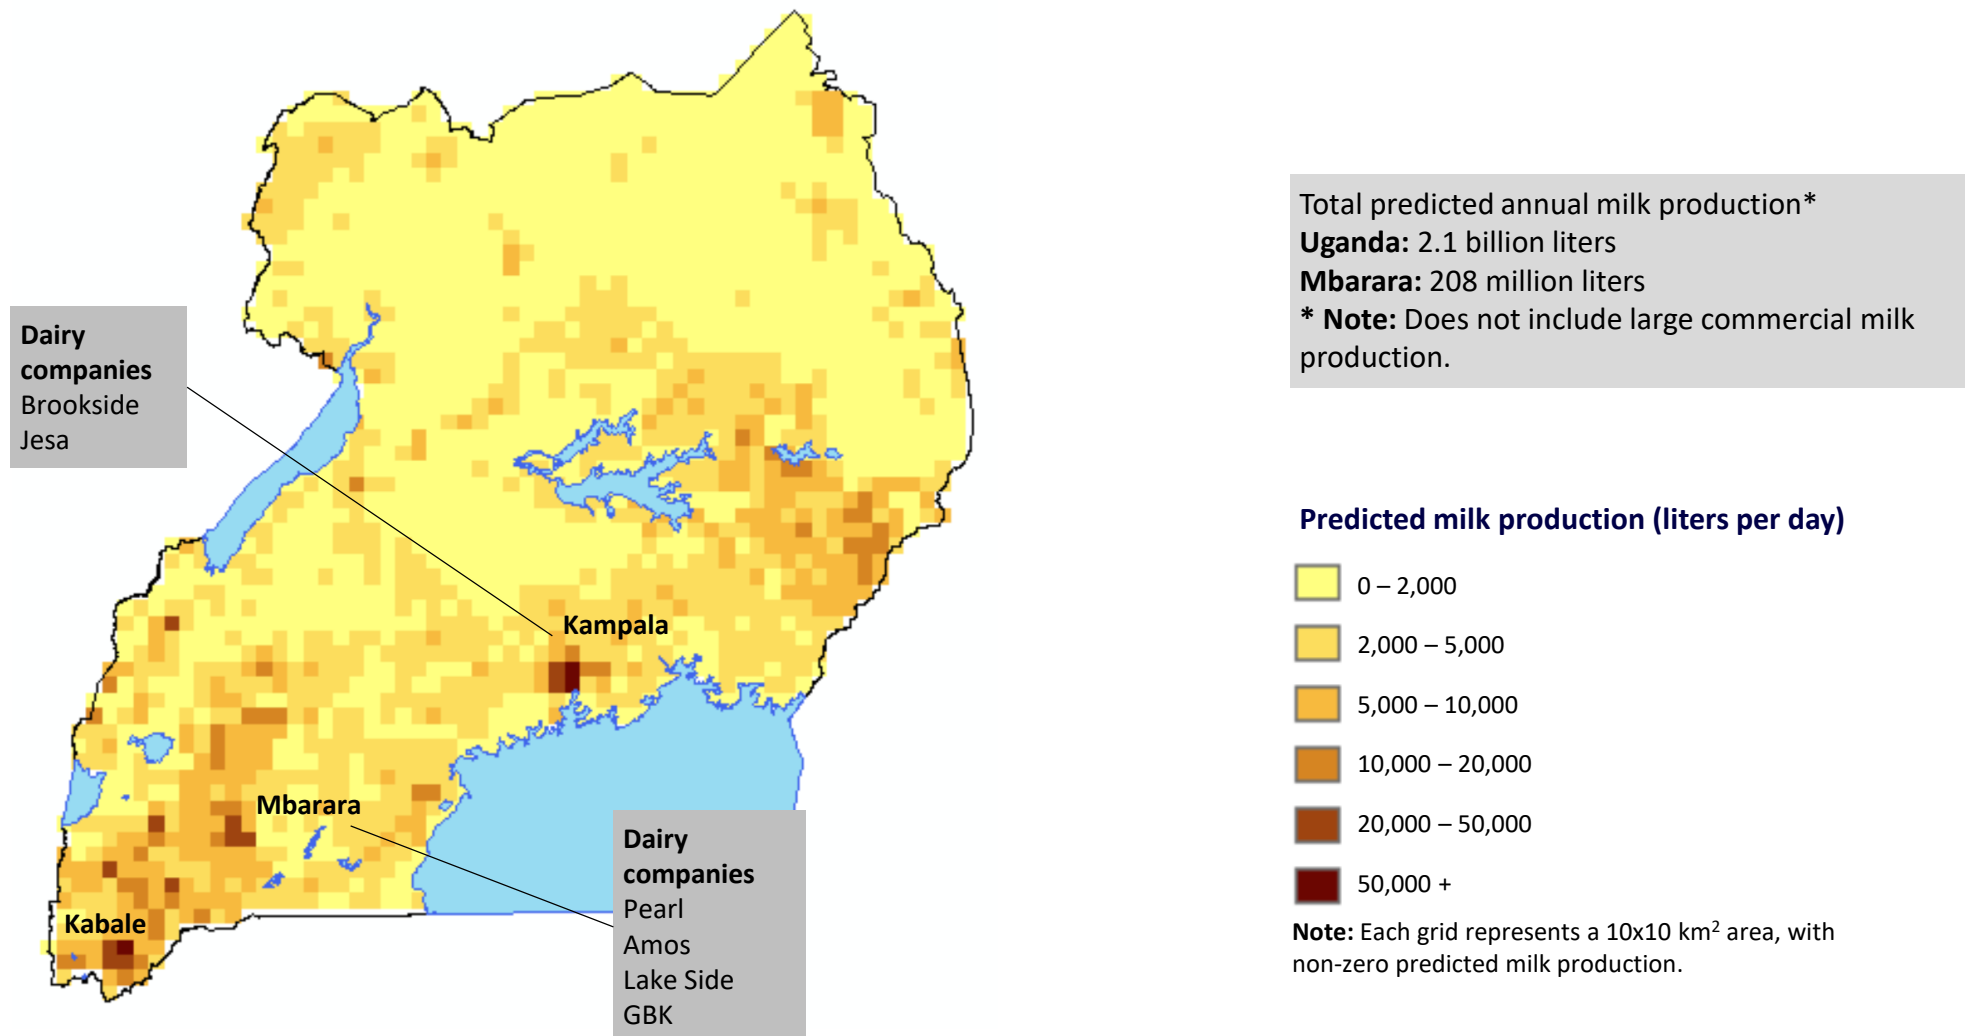 Dairy
companies
Brookside
Jesa
Kampala
Mbarara
Kabale
Dairy
companies
Pearl
Amos
Lake Side
GBK
Total predicted annual milk production*
Uganda: 2.1 billion liters
Mbarara: 208 million liters
* Note: Does not include large commercial milk
production.
Predicted milk production (liters per day)
0 – 2,000
2,000 – 5,000
5,000 – 10,000
10,000 – 20,000
20,000 – 50,000
50,000 +
Note: Each grid represents a 10x10 km² area, with
non-zero predicted milk production.